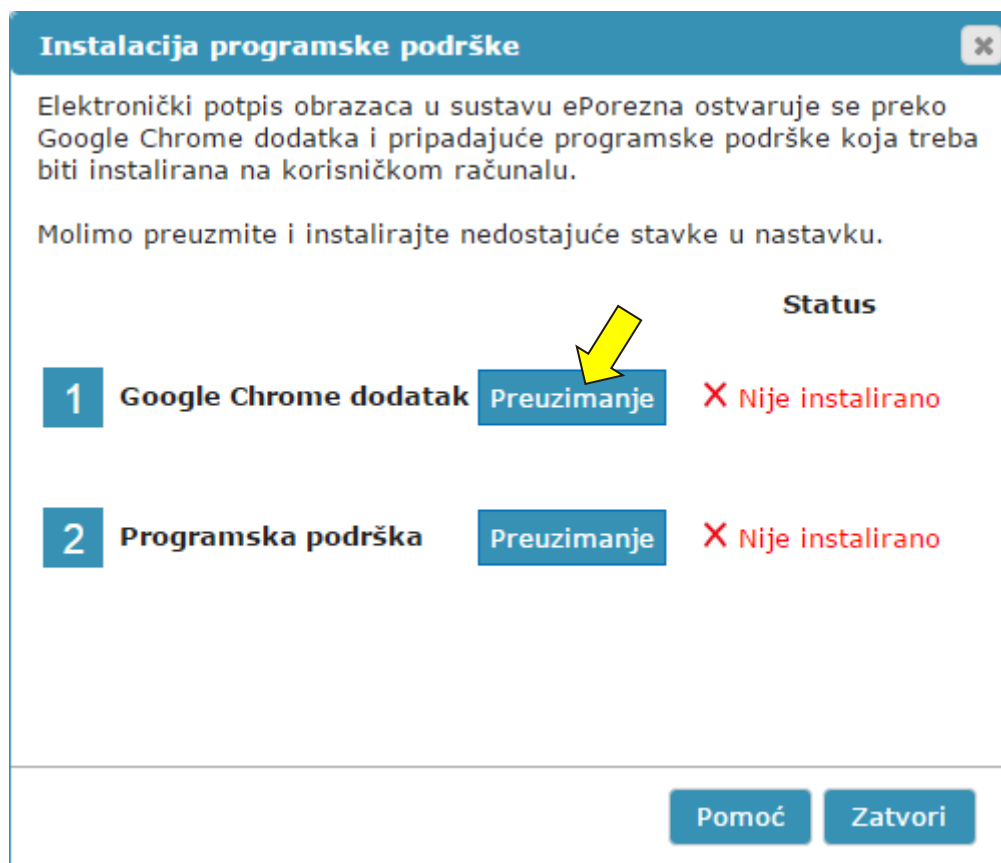 Instalacija programske podrške
Elektronički potpis obrazaca u sustavu ePorezna ostvaruje se preko
Google Chrome dodatka i pripadajuće programske podrške koja treba
biti instalirana na korisničkom računalu.
Molimo preuzmite i instalirajte nedostajuće stavke u nastavku.
Status
1 Google Chrome dodatak Preuzimanje X Nije instalirano
2 Programska podrška Preuzimanje X Nije instalirano
Pomoć Zatvori